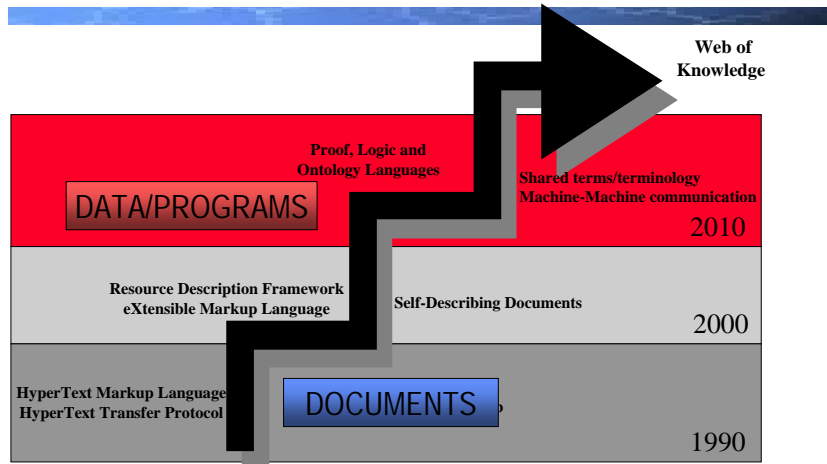 Web of
Knowledge
Proof, Logic and
Ontology Languages
Shared terms/terminology
Machine-Machine communication
DATA/PROGRAMS
2010
Resource Description Framework
eXtensible Markup Language
Self-Describing Documents
2000
HyperText Markup Language
HyperText Transfer Protocol
DOCUMENTS
1990